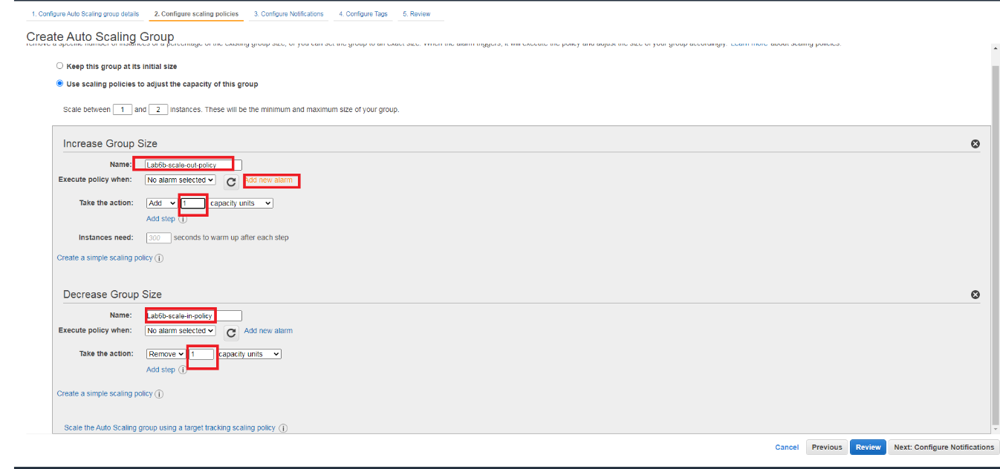 1. Configure Auto Scaling group details 2. Configure scaling policies 3. Configure Notifications 4. Configure Tags 5. Review
Create Auto Scaling Group
remove a specific number of instances or a percentage of the existing group size, or you can set the group to an exact size. When the alarm triggers, it will execute the policy and adjust the size of your group accordingly. Learn more about scaling policies.
Keep this group at its initial size
Use scaling policies to adjust the capacity of this group
Scale between 1 and 2 instances. These will be the minimum and maximum size of your group.
Increase Group Size
Name: Lab6b-scale-out-policy
Execute policy when: No alarm selected Add new alarm
Take the action: Add 1 capacity units
Add step i
Instances need: 300 seconds to warm up after each step
Create a simple scaling policy i
Decrease Group Size
Name: Lab6b-scale-in-policy
Execute policy when: No alarm selected Add new alarm
Take the action: Remove 1 capacity units
Add step i
Create a simple scaling policy i
Scale the Auto Scaling group using a target tracking scaling policy i
Cancel Previous Review Next: Configure Notifications